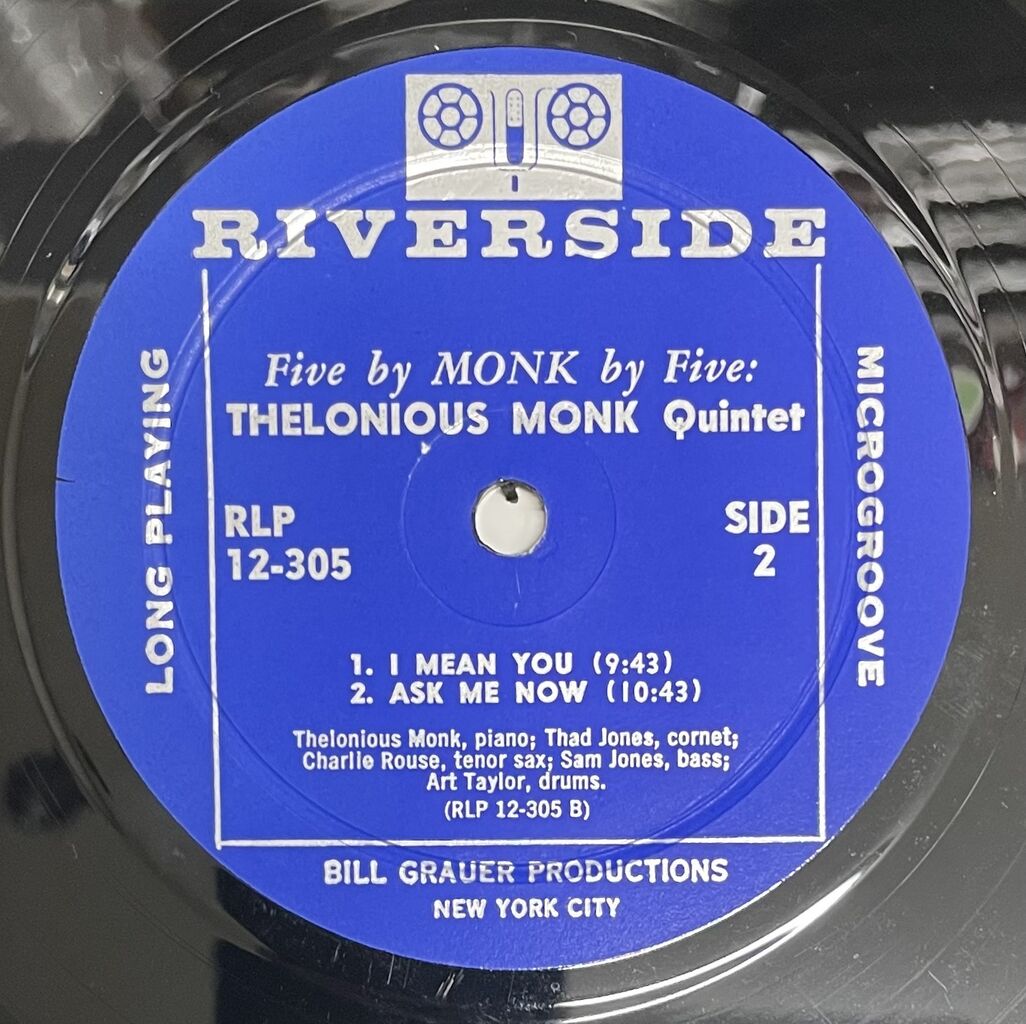 RIVERSIDE
LONG PLAYING
MICROGROOVE
Five by MONK by Five:
THELONIOUS MONK Quintet
RLP
12-305
SIDE
2
1. I MEAN YOU (9:43)
2. ASK ME NOW (10:43)
Thelonious Monk, piano; Thad Jones, cornet;
Charlie Rouse, tenor sax; Sam Jones, bass;
Art Taylor, drums.
(RLP 12-305 B)
BILL GRAUER PRODUCTIONS
NEW YORK CITY